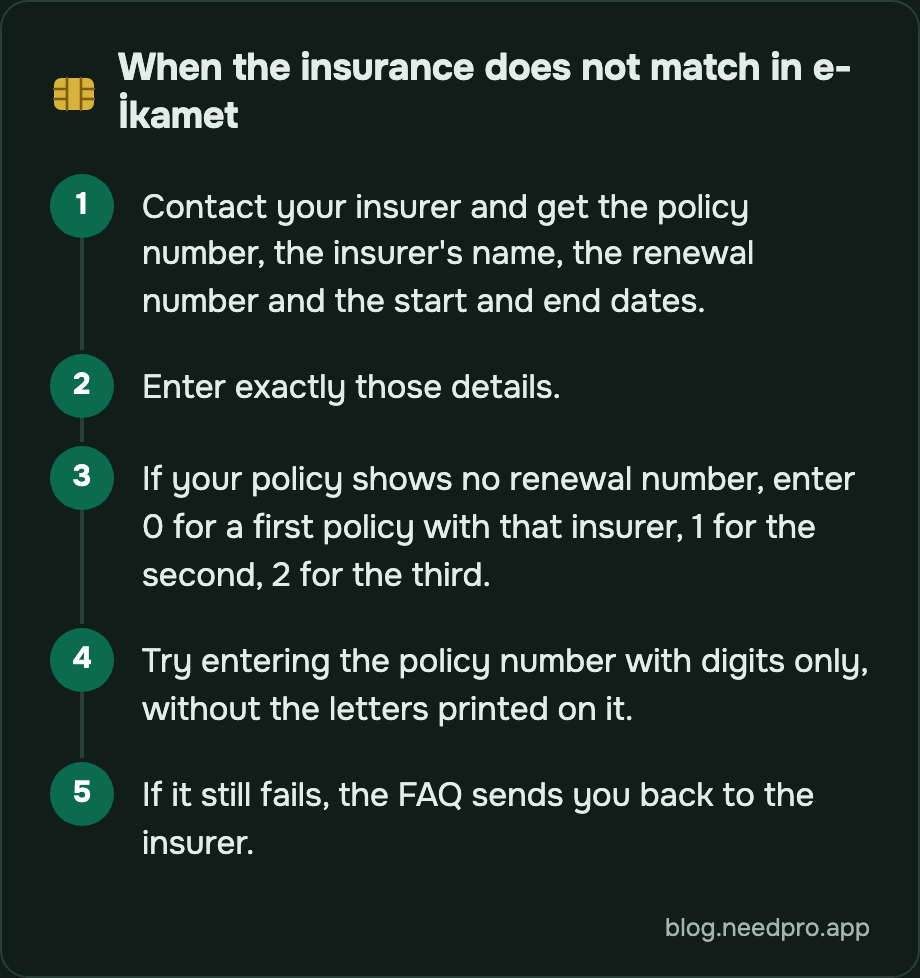 When the insurance does not match in e-
İkamet
1
Contact your insurer and get the policy
number, the insurer's name, the renewal
number and the start and end dates.
2
Enter exactly those details.
3
If your policy shows no renewal number, enter
0 for a first policy with that insurer, 1 for the
second, 2 for the third.
4
Try entering the policy number with digits only,
without the letters printed on it.
5
If it still fails, the FAQ sends you back to the
insurer.
blog.needpro.app